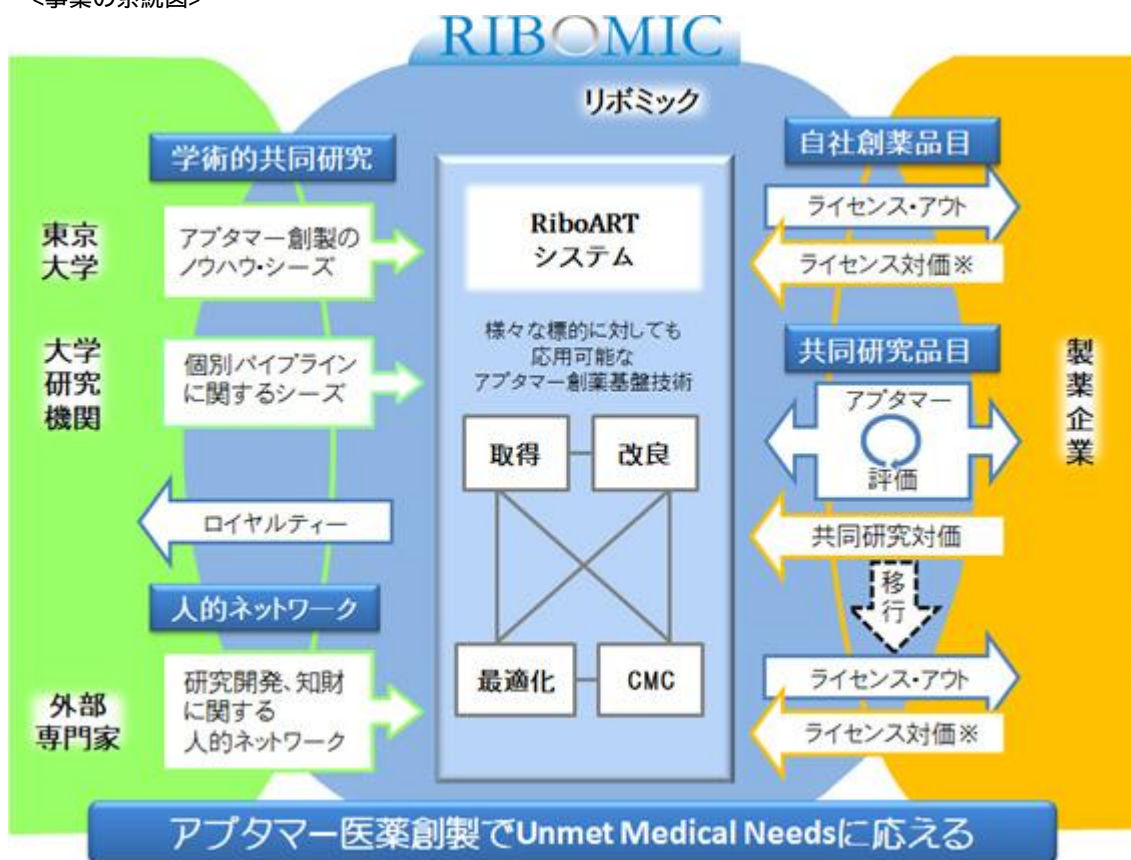 <事業の系統図>
RIBOMIC
リボミック
学術的共同研究
東京
大学
アプタマー創製の
ノウハウ・シーズ
大学
研究
機関
個別パイプライン
に関するシーズ
ロイヤルティー
人的ネットワーク
外部
専門家
研究開発、知財
に関する
人的ネットワーク
RiboART
システム
様々な標的に対しても
応用可能な
アプタマー創薬基盤技術
取得
改良
最適化
CMC
自社創薬品目
ライセンス・アウト
ライセンス対価※
共同研究品目
アプタマー
評価
共同研究対価
移行
ライセンス・アウト
ライセンス対価※
製薬企業
アプタマー医薬創製でUnmet Medical Needsに応える